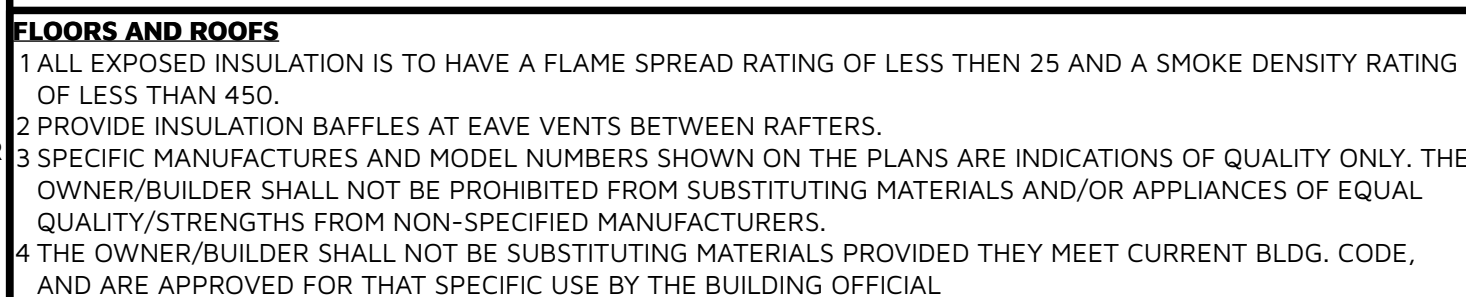 FLOORS AND ROOFS
1 ALL EXPOSED INSULATION IS TO HAVE A FLAME SPREAD RATING OF LESS THEN 25 AND A SMOKE DENSITY RATING
OF LESS THAN 450.
2 PROVIDE INSULATION BAFFLES AT EAVE VENTS BETWEEN RAFTERS.
3 SPECIFIC MANUFACTURES AND MODEL NUMBERS SHOWN ON THE PLANS ARE INDICATIONS OF QUALITY ONLY. THE
OWNER/BUILDER SHALL NOT BE PROHIBITED FROM SUBSTITUTING MATERIALS AND/OR APPLIANCES OF EQUAL
QUALITY/STRENGTHS FROM NON-SPECIFIED MANUFACTURERS.
4 THE OWNER/BUILDER SHALL NOT BE SUBSTITUTING MATERIALS PROVIDED THEY MEET CURRENT BLDG. CODE,
AND ARE APPROVED FOR THAT SPECIFIC USE BY THE BUILDING OFFICIAL